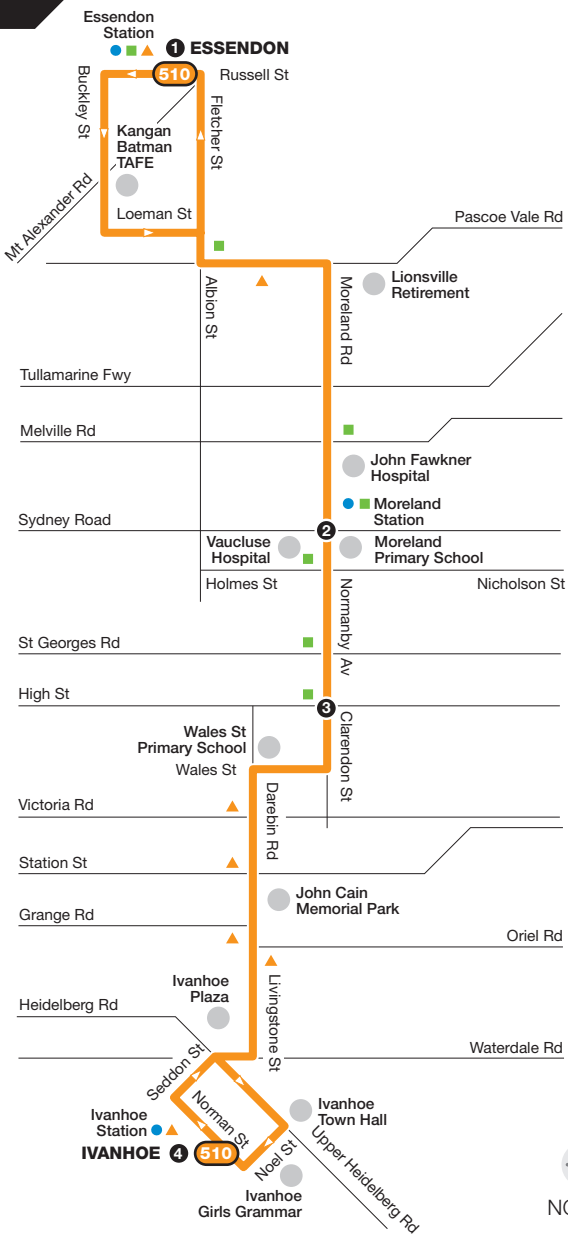 Essendon
Station
1 ESSENDON
510
Russell St
Buckley St
Fletcher St
Kangan
Batman
TAFE
Mt Alexander Rd
Loeman St
Pascoe Vale Rd
Albion St
Moreland Rd
Lionsville
Retirement
Tullamarine Fwy
Melville Rd
John Fawkner
Hospital
Moreland
Station
Sydney Road
2
Vaucluse
Hospital
Moreland
Primary School
Holmes St
Nicholson St
Normanby Av
St Georges Rd
High St
3
Clarendon St
Wales St
Primary School
Wales St
Darebin Rd
Victoria Rd
Station St
John Cain
Memorial Park
Grange Rd
Oriel Rd
Ivanhoe
Plaza
Livingstone St
Heidelberg Rd
Waterdale Rd
Seddon St
Norman St
Ivanhoe
Town Hall
Ivanhoe
Station
IVANHOE 4 510
Noel St
Upper Heidelberg Rd
Ivanhoe
Girls Grammar